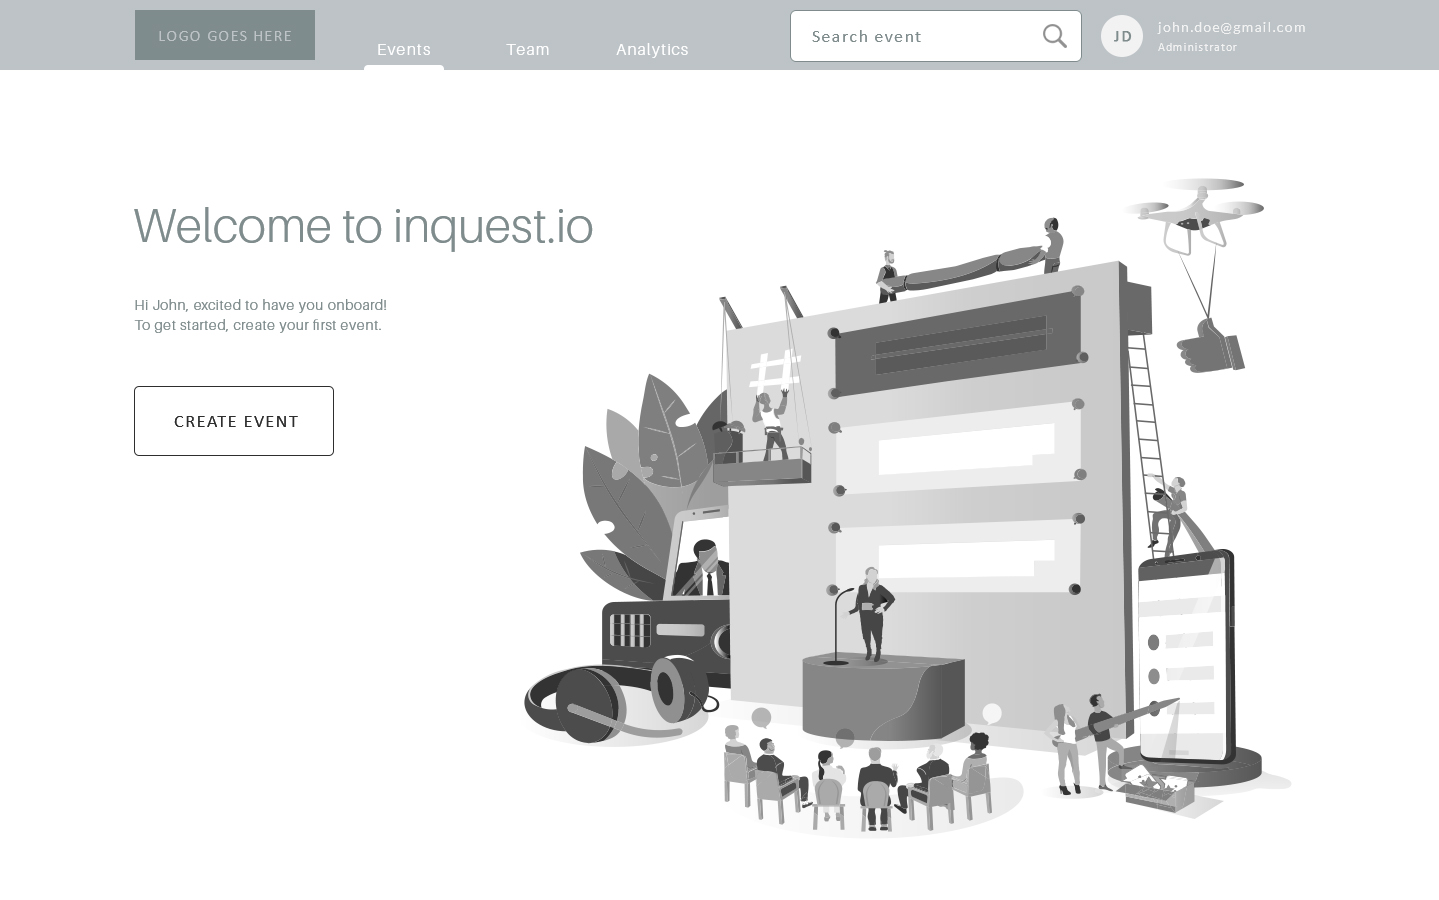 LOGO GOES HERE
Events
Team
Analytics
Search event
JD
john.doe@gmail.com
Administrator
Welcome to inquest.io
Hi John, excited to have you onboard!
To get started, create your first event.
CREATE EVENT
#